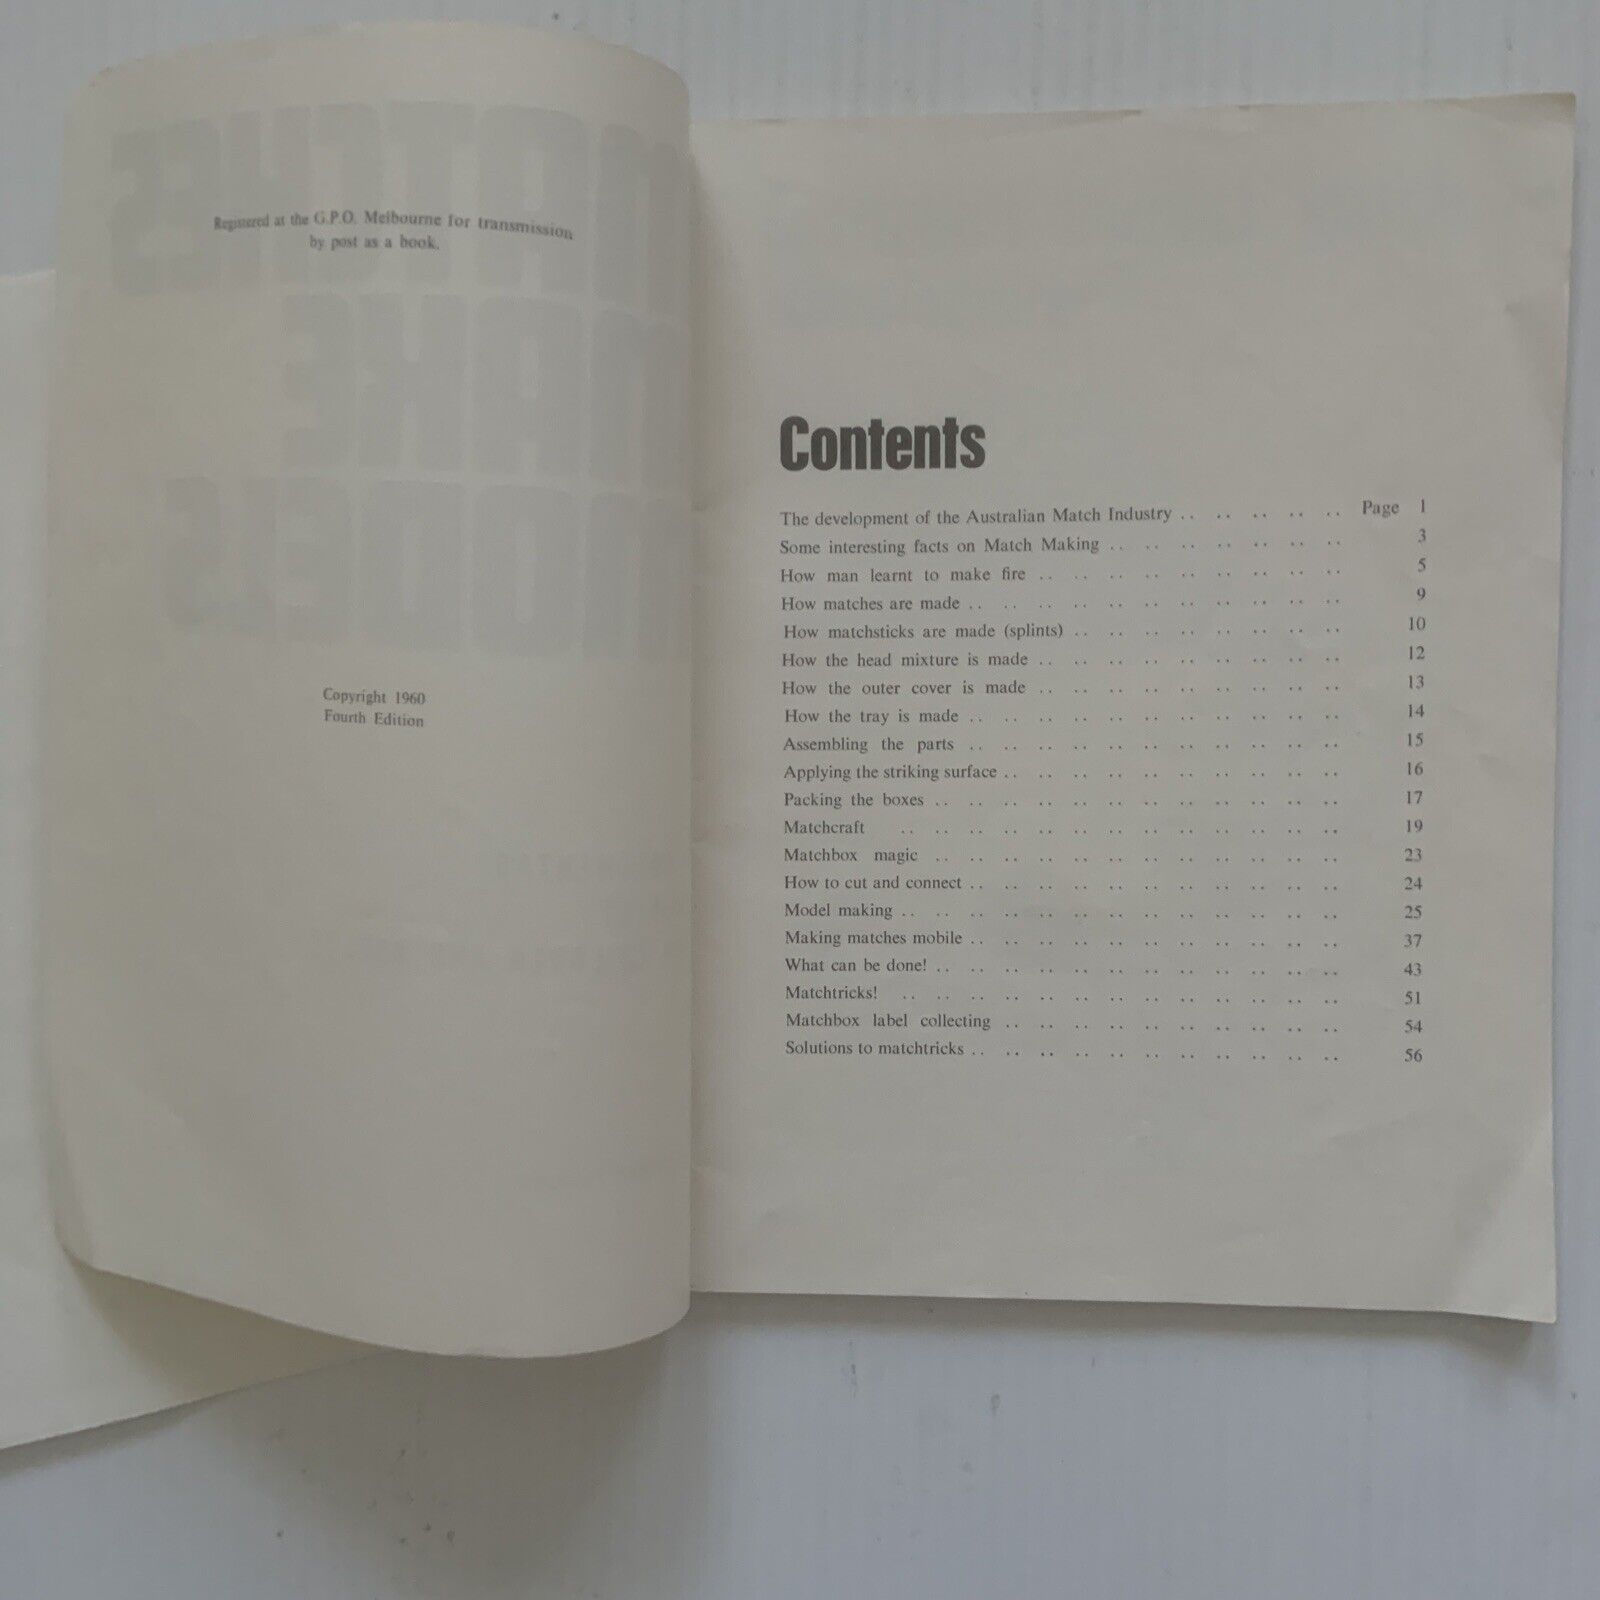 Registered at the G.P.O. Melbourne for transmission
by post as a book.
Copyright 1960
Fourth Edition
Contents
The development of the Australian Match Industry .. .. .. .. .. Page 1
Some interesting facts on Match Making .. .. .. .. .. .. .. 3
How man learnt to make fire .. .. .. .. .. .. .. .. .. 5
How matches are made .. .. .. .. .. .. .. .. .. .. .. 9
How matchsticks are made (splints) .. .. .. .. .. .. .. .. 10
How the head mixture is made .. .. .. .. .. .. .. .. .. 12
How the outer cover is made .. .. .. .. .. .. .. .. .. 13
How the tray is made .. .. .. .. .. .. .. .. .. .. .. 14
Assembling the parts .. .. .. .. .. .. .. .. .. .. .. 15
Applying the striking surface .. .. .. .. .. .. .. .. .. .. 16
Packing the boxes .. .. .. .. .. .. .. .. .. .. .. .. 17
Matchcraft .. .. .. .. .. .. .. .. .. .. .. .. .. 19
Matchbox magic .. .. .. .. .. .. .. .. .. .. .. .. 23
How to cut and connect .. .. .. .. .. .. .. .. .. .. .. 24
Model making .. .. .. .. .. .. .. .. .. .. .. .. .. 25
Making matches mobile .. .. .. .. .. .. .. .. .. .. .. 37
What can be done! .. .. .. .. .. .. .. .. .. .. .. .. 43
Matchtricks! .. .. .. .. .. .. .. .. .. .. .. .. .. 51
Matchbox label collecting .. .. .. .. .. .. .. .. .. .. 54
Solutions to matchtricks .. .. .. .. .. .. .. .. .. .. .. 56